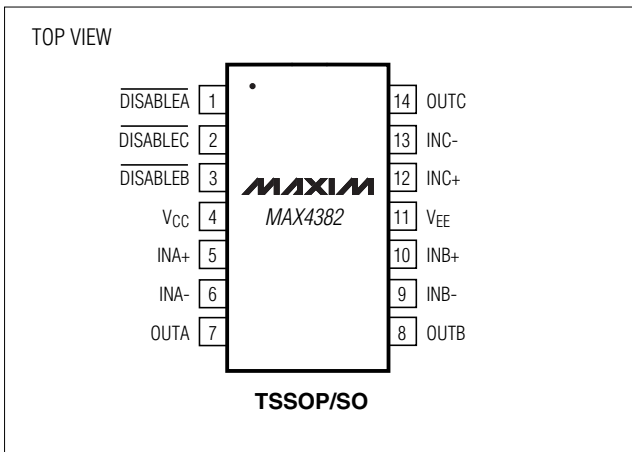 TOP VIEW
DISABLEA 1
DISABLEC 2
DISABLEB 3
VCC 4
INA+ 5
INA- 6
OUTA 7
MAXIM
MAX4382
14 OUTC
13 INC-
12 INC+
11 VEE
10 INB+
9 INB-
8 OUTB
TSSOP/SO